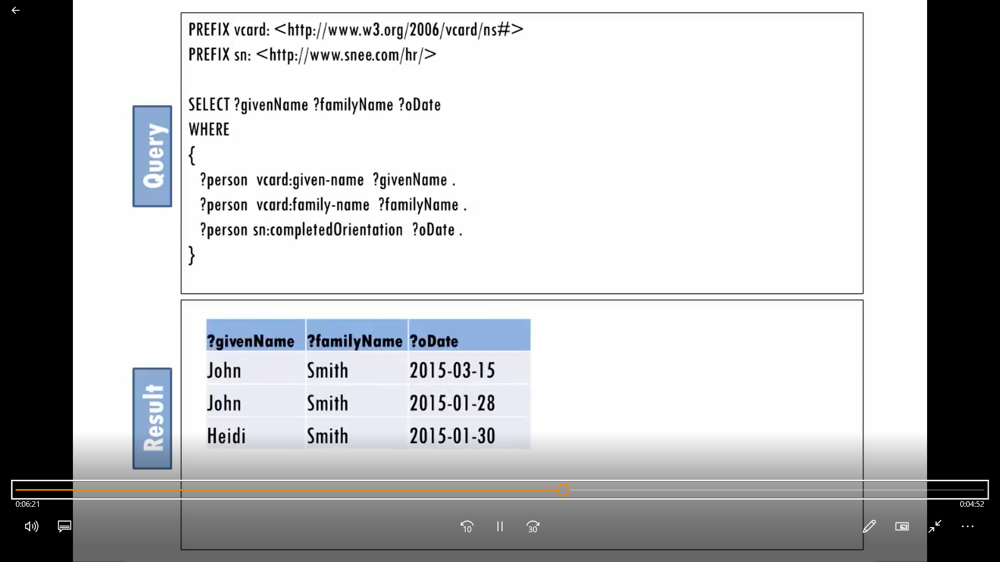 PREFIX vcard: <http://www.w3.org/2006/vcard/ns#>
PREFIX sn: <http://www.snee.com/hr/>
SELECT ?givenName ?familyName ?oDate
WHERE
{
?person vcard:given-name ?givenName .
?person vcard:family-name ?familyName .
?person sn:completedOrientation ?oDate .
}
Query
?givenName ?familyName ?oDate
John Smith 2015-03-15
John Smith 2015-01-28
Heidi Smith 2015-01-30
Result
0:06:21
0:04:52
10
30